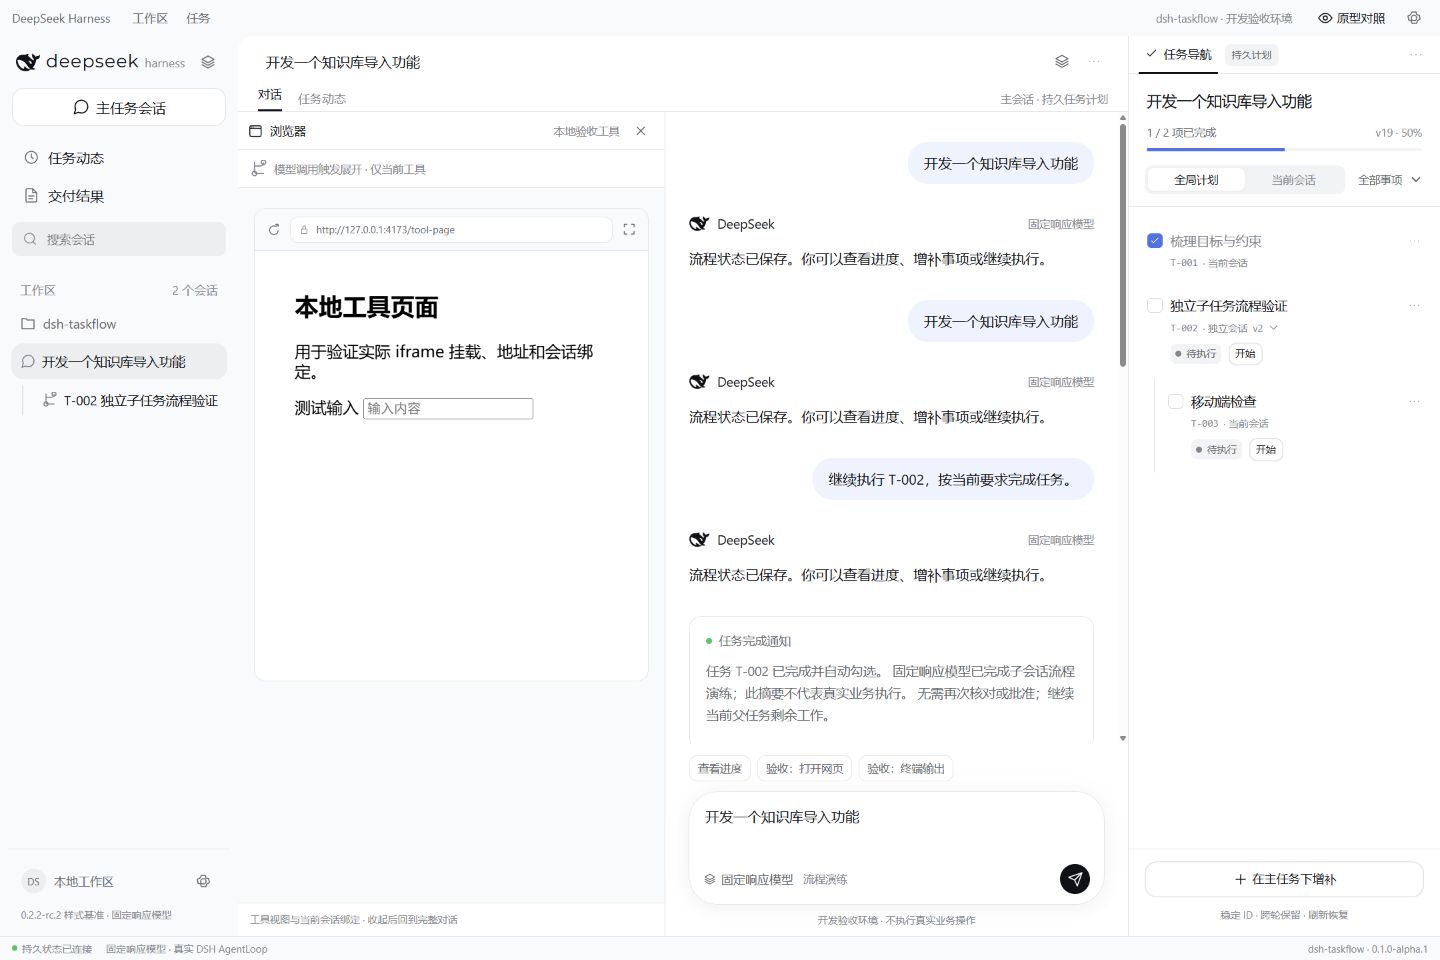 DeepSeek Harness 工作区 任务
dsh-taskflow · 开发验收环境 原型对照
deepseek harness
主任务会话
任务动态
交付结果
搜索会话
工作区 2 个会话
dsh-taskflow
开发一个知识库导入功能
T-002 独立子任务流程验证
DS 本地工作区
0.2.2-rc.2 样式基准 · 固定响应模型
开发一个知识库导入功能
对话 任务动态
主会话 · 持久任务计划
浏览器 本地验收工具
模型调用触发展开 · 仅当前工具
http://127.0.0.1:4173/tool-page
本地工具页面
用于验证实际 iframe 挂载、地址和会话绑
定。
测试输入 输入内容
工具视图与当前会话绑定 · 收起后回到完整对话
开发一个知识库导入功能
DeepSeek 固定响应模型
流程状态已保存。你可以查看进度、增补事项或继续执行。
开发一个知识库导入功能
DeepSeek 固定响应模型
流程状态已保存。你可以查看进度、增补事项或继续执行。
继续执行 T-002，按当前要求完成任务。
DeepSeek 固定响应模型
流程状态已保存。你可以查看进度、增补事项或继续执行。
任务完成通知
任务 T-002 已完成并自动勾选。 固定响应模型已完成子会话流程
演练；此摘要不代表真实业务执行。 无需再次核对或批准；继续
当前父任务剩余工作。
查看进度 验收：打开网页 验收：终端输出
开发一个知识库导入功能
固定响应模型 流程演练
开发验收环境 · 不执行真实业务操作
任务导航 持久计划
开发一个知识库导入功能
1 / 2 项已完成 v19 · 50%
全局计划 当前会话 全部事项
梳理目标与约束
T-001 · 当前会话
独立子任务流程验证
T-002 · 独立会话 v2
待执行 开始
移动端检查
T-003 · 当前会话
待执行 开始
在主任务下增补
稳定 ID · 跨轮保留 · 刷新恢复
持久状态已连接 固定响应模型 · 真实 DSH AgentLoop
dsh-taskflow · 0.1.0-alpha.1